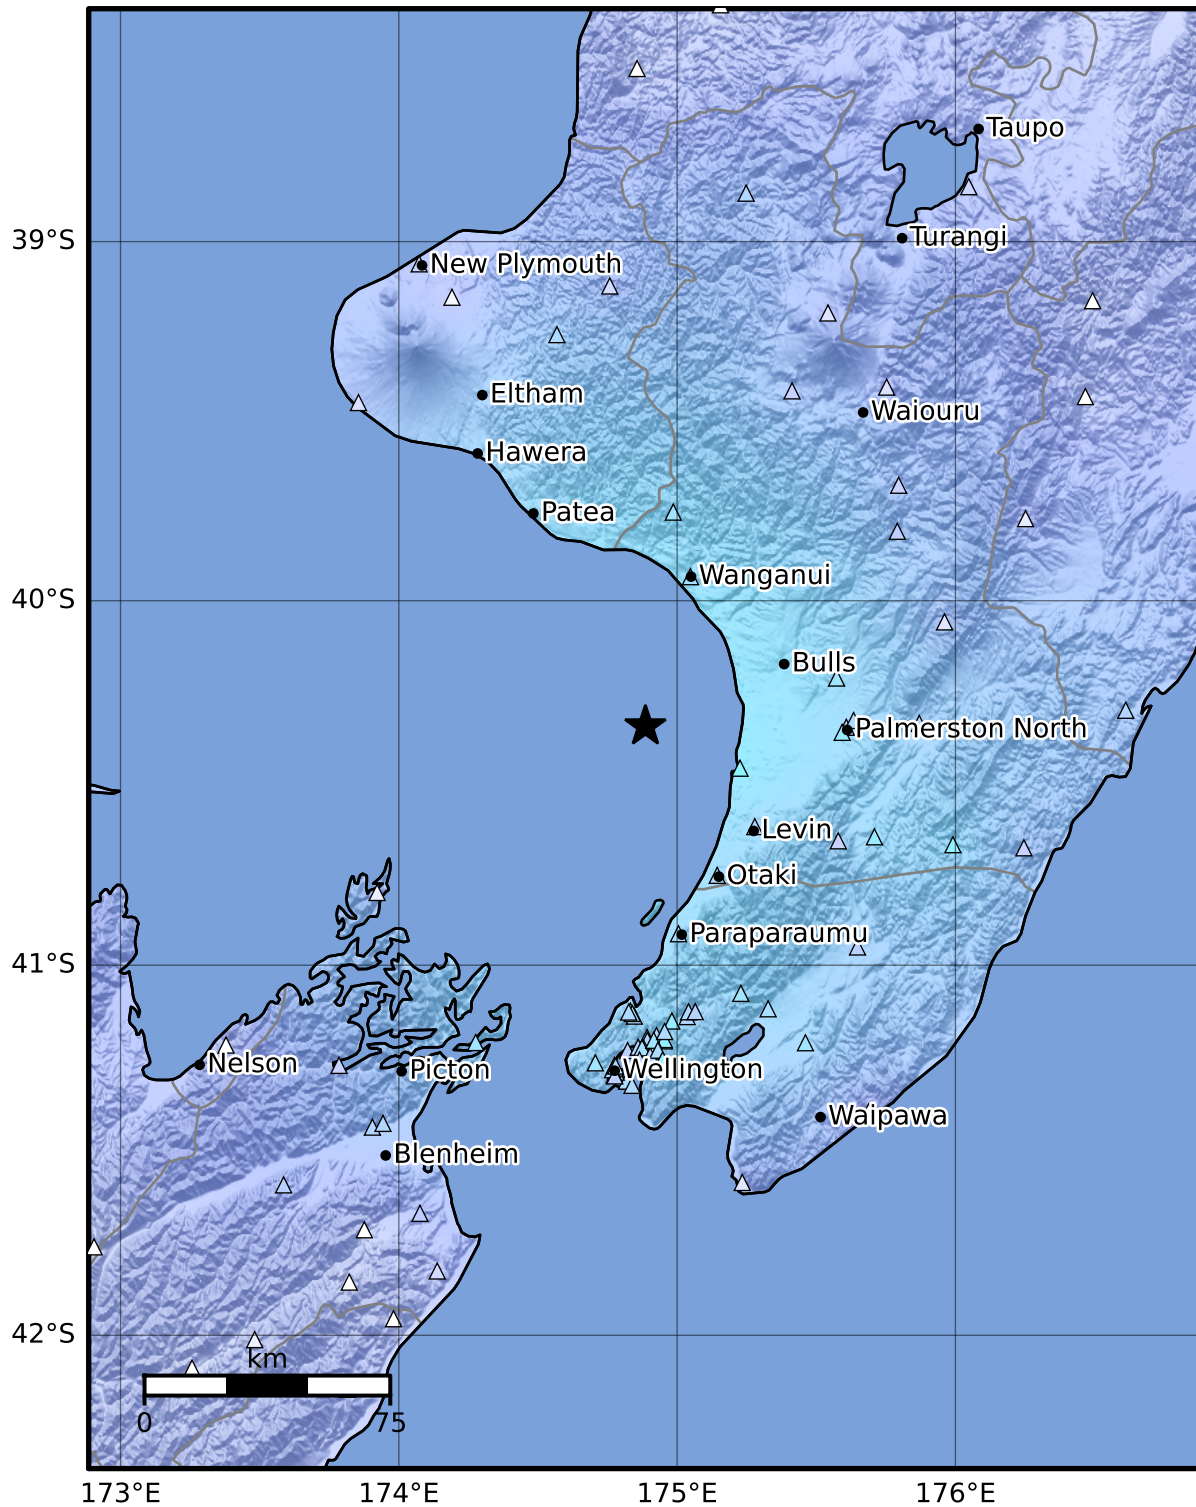 Taupo
Turangi
39°S
New Plymouth
Eltham
Waiouru
Hawera
Patea
Wanganui
40°S
Bulls
Palmerston North
Levin
Otaki
Paraparaumu
41°S
Nelson
Picton
Wellington
Waipawa
Blenheim
42°S
km
0
75
173°E
174°E
175°E
176°E